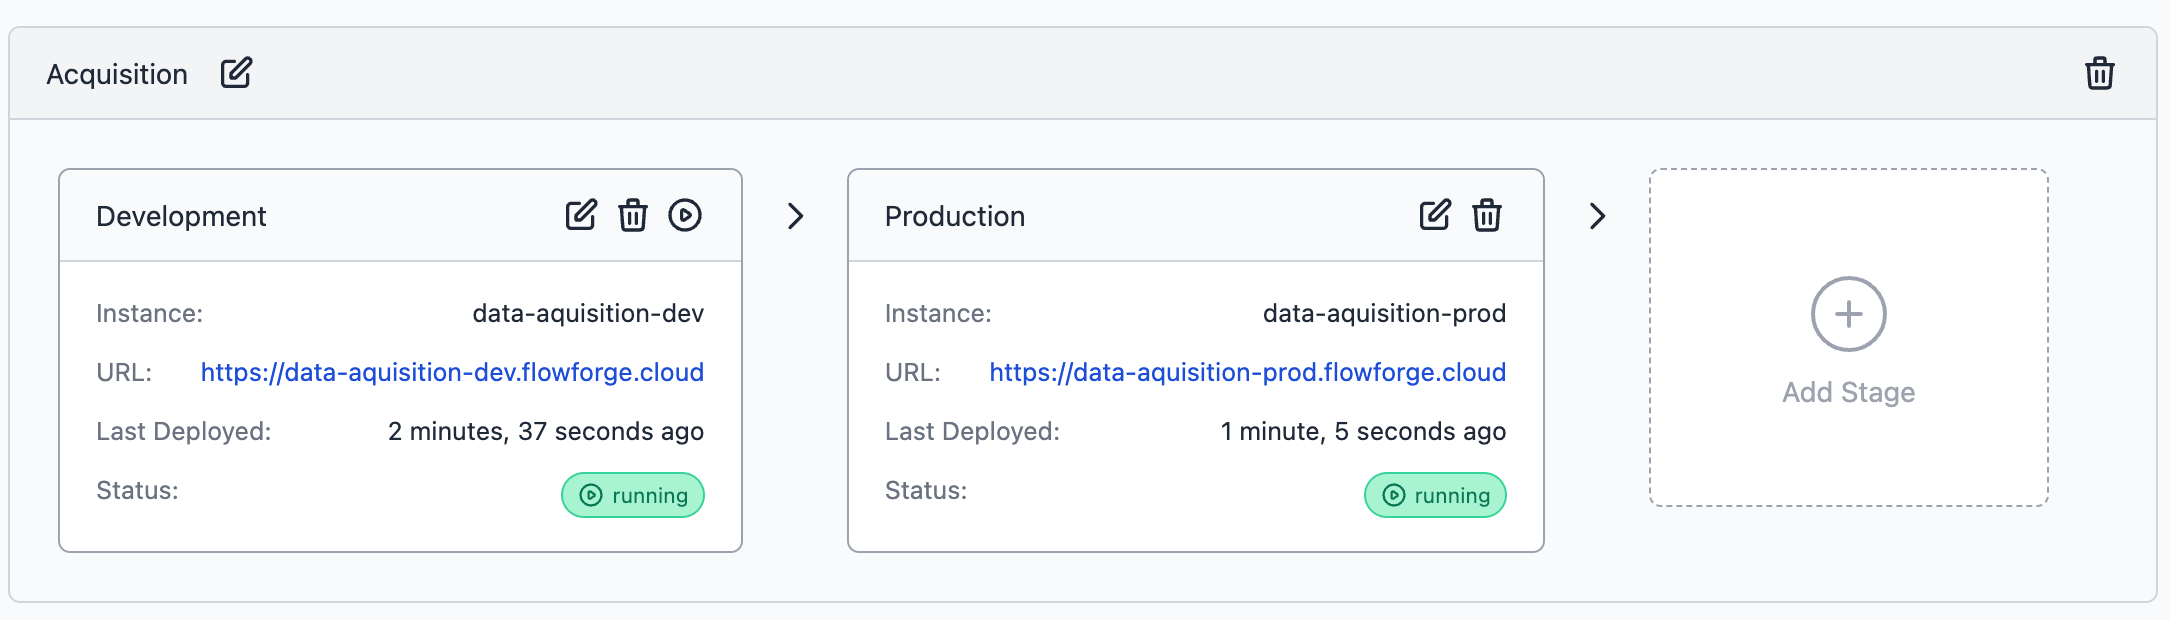 Acquisition
Development
Instance: data-aquisition-dev
URL: https://data-aquisition-dev.flowforge.cloud
Last Deployed: 2 minutes, 37 seconds ago
Status: running
Production
Instance: data-aquisition-prod
URL: https://data-aquisition-prod.flowforge.cloud
Last Deployed: 1 minute, 5 seconds ago
Status: running
Add Stage